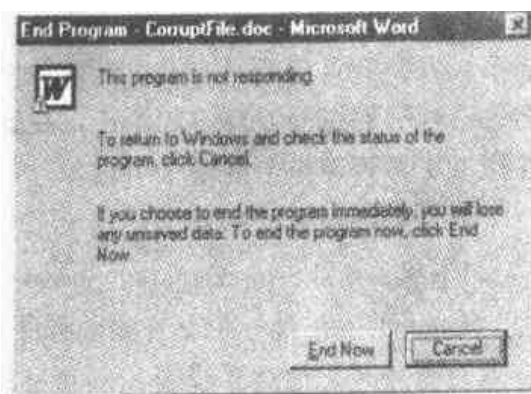 End Program - CorruptFile.doc - Microsoft Word
W
This program is not responding.
To return to Windows and check the status of the
program, click Cancel.
If you choose to end the program immediately, you will lose
any unsaved data. To end the program now, click End
Now
End Now
Cancel